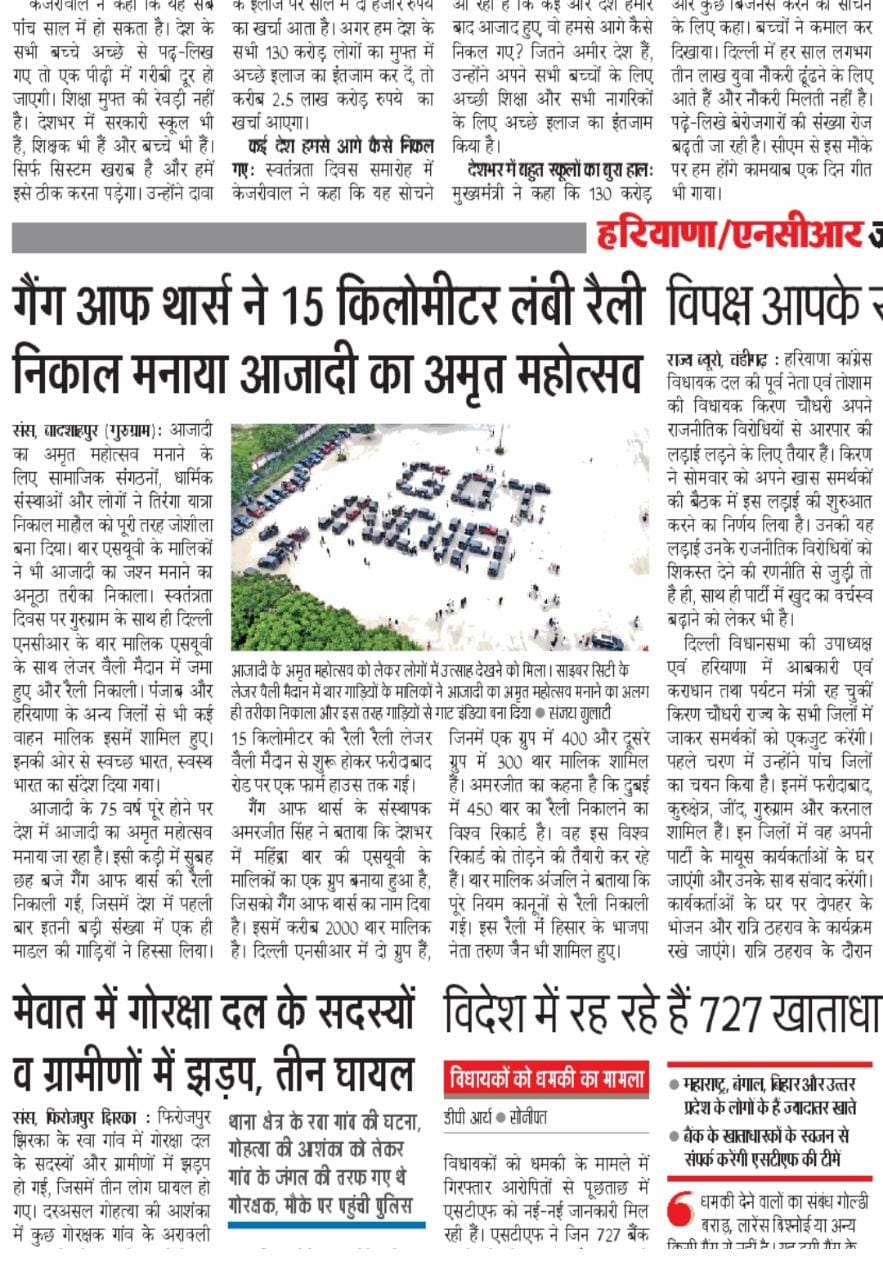 केजरीवाल ने कहा कि यह सब
पांच साल में हो सकता है। देश के
सभी बच्चे अच्छे से पढ़-लिख
गए तो एक पीढ़ी में गरीबी दूर हो
जाएगी। शिक्षा मुफ्त की रेवड़ी नहीं
है। देशभर में सरकारी स्कूल भी
हैं, शिक्षक भी हैं और बच्चे भी हैं।
सिर्फ सिस्टम खराब है और हमें
इसे ठीक करना पड़ेगा। उन्होंने दावा
के इलाज पर साल में दो हजार रुपये
का खर्चा आता है। अगर हम देश के
सभी 130 करोड़ लोगों का मुफ्त में
अच्छे इलाज का इंतजाम कर दें, तो
करीब 2.5 लाख करोड़ रुपये का
खर्चा आएगा।
कई देश हमसे आगे कैसे निकल
गए: स्वतंत्रता दिवस समारोह में
केजरीवाल ने कहा कि यह सोचने
आ रहा है कि कई और देश हमारे
बाद आजाद हुए, वो हमसे आगे कैसे
निकल गए? जितने अमीर देश हैं,
उन्होंने अपने सभी बच्चों के लिए
अच्छी शिक्षा और सभी नागरिकों
के लिए अच्छे इलाज का इंतजाम
किया है।
देशभर में बहुत स्कूलों का बुरा हाल:
मुख्यमंत्री ने कहा कि 130 करोड़
और कुछ बिजनेस करने को सोचने
के लिए कहा। बच्चों ने कमाल कर
दिखाया। दिल्ली में हर साल लगभग
तीन लाख युवा नौकरी ढूंढने के लिए
आते हैं और नौकरी मिलती नहीं है।
पढ़े-लिखे बेरोजगारों की संख्या रोज
बढ़ती जा रही है। सीएम से इस मौके
पर हम होंगे कामयाब एक दिन गीत
भी गाया।
हरियाणा/एनसीआर
गैंग आफ थार्स ने 15 किलोमीटर लंबी रैली
निकाल मनाया आजादी का अमृत महोत्सव
संस, बादशाहपुर (गुरुग्राम): आजादी
का अमृत महोत्सव मनाने के
लिए सामाजिक संगठनों, धार्मिक
संस्थाओं और लोगों ने तिरंगा यात्रा
निकाल माहौल को पूरी तरह जोशीला
बना दिया। थार एसयूवी के मालिकों
ने भी आजादी का जश्न मनाने का
अनूठा तरीका निकाला। स्वतंत्रता
दिवस पर गुरुग्राम के साथ ही दिल्ली
एनसीआर के थार मालिक एसयूवी
के साथ लेजर वैली मैदान में जमा
हुए और रैली निकाली। पंजाब और
हरियाणा के अन्य जिलों से भी कई
वाहन मालिक इसमें शामिल हुए।
इनकी ओर से स्वच्छ भारत, स्वस्थ
भारत का संदेश दिया गया।
आजादी के 75 वर्ष पूरे होने पर
देश में आजादी का अमृत महोत्सव
मनाया जा रहा है। इसी कड़ी में सुबह
छह बजे गैंग आफ थार्स की रैली
निकाली गई, जिसमें देश में पहली
बार इतनी बड़ी संख्या में एक ही
माडल की गाड़ियों ने हिस्सा लिया।
GOT
INDIA
आजादी के अमृत महोत्सव को लेकर लोगों में उत्साह देखने को मिला। साइबर सिटी के
लेजर वैली मैदान में थार गाड़ियों के मालिकों ने आजादी का अमृत महोत्सव मनाने का अलग
ही तरीका निकाला और इस तरह गाड़ियों से गाट इंडिया बना दिया ● संजय गुलाटी
15 किलोमीटर की रैली रैली लेजर
वैली मैदान से शुरू होकर फरीदाबाद
रोड पर एक फार्म हाउस तक गई।
गैंग आफ थार्स के संस्थापक
अमरजीत सिंह ने बताया कि देशभर
में महिंद्रा थार की एसयूवी के
मालिकों का एक ग्रुप बनाया हुआ है,
जिसको गैंग आफ थार्स का नाम दिया
है। इसमें करीब 2000 थार मालिक
है। दिल्ली एनसीआर में दो ग्रुप हैं,
जिनमें एक ग्रुप में 400 और दूसरे
ग्रुप में 300 थार मालिक शामिल
हैं। अमरजीत का कहना है कि दुबई
में 450 थार का रैली निकालने का
विश्व रिकार्ड है। वह इस विश्व
रिकार्ड को तोड़ने की तैयारी कर रहे
हैं। थार मालिक अंजलि ने बताया कि
पूरे नियम कानूनों से रैली निकाली
गई। इस रैली में हिसार के भाजपा
नेता तरुण जैन भी शामिल हुए।
विपक्ष आपके
राज्य ब्यूरो, चंडीगढ़ : हरियाणा कांग्रेस
विधायक दल की पूर्व नेता एवं तोशाम
की विधायक किरण चौधरी अपने
राजनीतिक विरोधियों से आरपार की
लड़ाई लड़ने के लिए तैयार हैं। किरण
ने सोमवार को अपने खास समर्थकों
की बैठक में इस लड़ाई की शुरुआत
करने का निर्णय लिया है। उनकी यह
लड़ाई उनके राजनीतिक विरोधियों को
शिकस्त देने की रणनीति से जुड़ी तो
है ही, साथ ही पार्टी में खुद का वर्चस्व
बढ़ाने को लेकर भी है।
दिल्ली विधानसभा की उपाध्यक्ष
एवं हरियाणा में आबकारी एवं
कराधान तथा पर्यटन मंत्री रह चुकीं
किरण चौधरी राज्य के सभी जिलों में
जाकर समर्थकों को एकजुट करेंगी।
पहले चरण में उन्होंने पांच जिलों
का चयन किया है। इनमें फरीदाबाद,
कुरुक्षेत्र, जींद, गुरुग्राम और करनाल
शामिल हैं। इन जिलों में वह अपनी
पार्टी के मायूस कार्यकर्ताओं के घर
जाएंगी और उनके साथ संवाद करेंगी।
कार्यकर्ताओं के घर पर दोपहर के
भोजन और रात्रि ठहराव के कार्यक्रम
रखे जाएंगे। रात्रि ठहराव के दौरान
मेवात में गोरक्षा दल के सदस्यों
व ग्रामीणों में झड़प, तीन घायल
संस, फिरोजपुर झिरका : फिरोजपुर
झिरका के रवा गांव में गोरक्षा दल
के सदस्यों और ग्रामीणों में झड़प
हो गई, जिसमें तीन लोग घायल हो
गए। दरअसल गोहत्या की आशंका
में कुछ गोरक्षक गांव के अरावली
थाना क्षेत्र के रवा गांव की घटना,
गोहत्या की आशंका को लेकर
गांव के जंगल की तरफ गए थे
गोरक्षक, मौके पर पहुंची पुलिस
विदेश में रह रहे हैं 727 खाताधा
विधायकों को धमकी का मामला
डीपी आर्य ● सोनीपत
विधायकों को धमकी के मामले में
गिरफ्तार आरोपितों से पूछताछ में
एसटीएफ को नई-नई जानकारी मिल
रही हैं। एसटीएफ ने जिन 727 बैंक
● महाराष्ट्र, बंगाल, बिहार और उत्तर
प्रदेश के लोगों के हैं ज्यादातर खाते
● बैंक के खाताधारकों के स्वजन से
संपर्क करेंगी एसटीएफ की टीमें
धमकी देने वालों का संबंध गोल्डी
बराड़, लारेंस बिश्नोई या अन्य
किसी गैंग से नहीं है। यह ठगी गैंग के